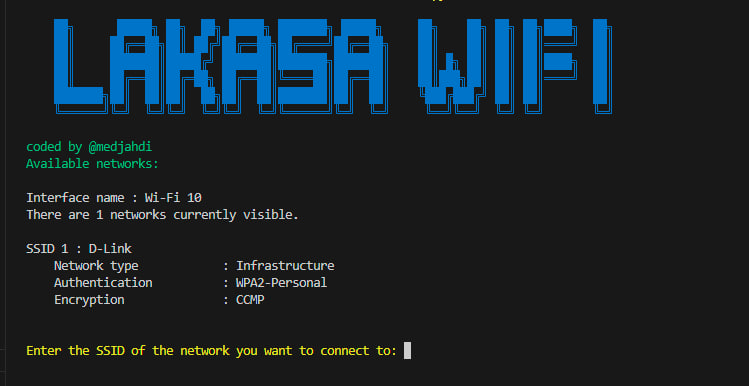 LAKASA WIFI
coded by @medjahdi
Available networks:
Interface name : Wi-Fi 10
There are 1 networks currently visible.
SSID 1 : D-Link
Network type : Infrastructure
Authentication : WPA2-Personal
Encryption : CCMP
Enter the SSID of the network you want to connect to: